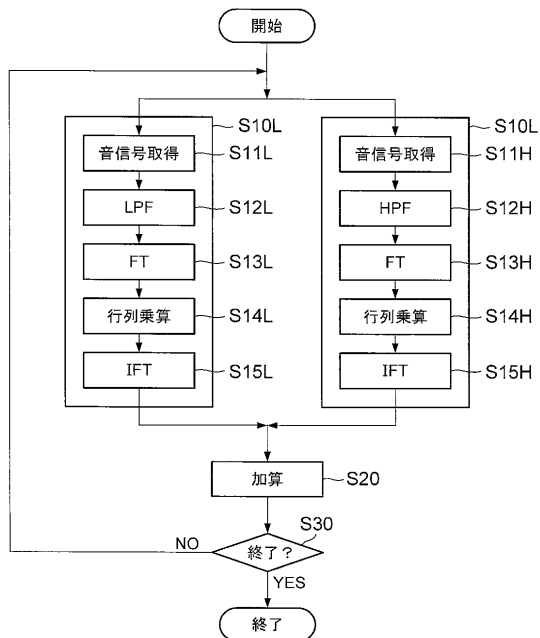 開始
S10L
音信号取得
S11L
LPF
S12L
FT
S13L
行列乗算
S14L
IFT
S15L
S10L
音信号取得
S11H
HPF
S12H
FT
S13H
行列乗算
S14H
IFT
S15H
加算
S20
S30
終了？
NO
YES
終了